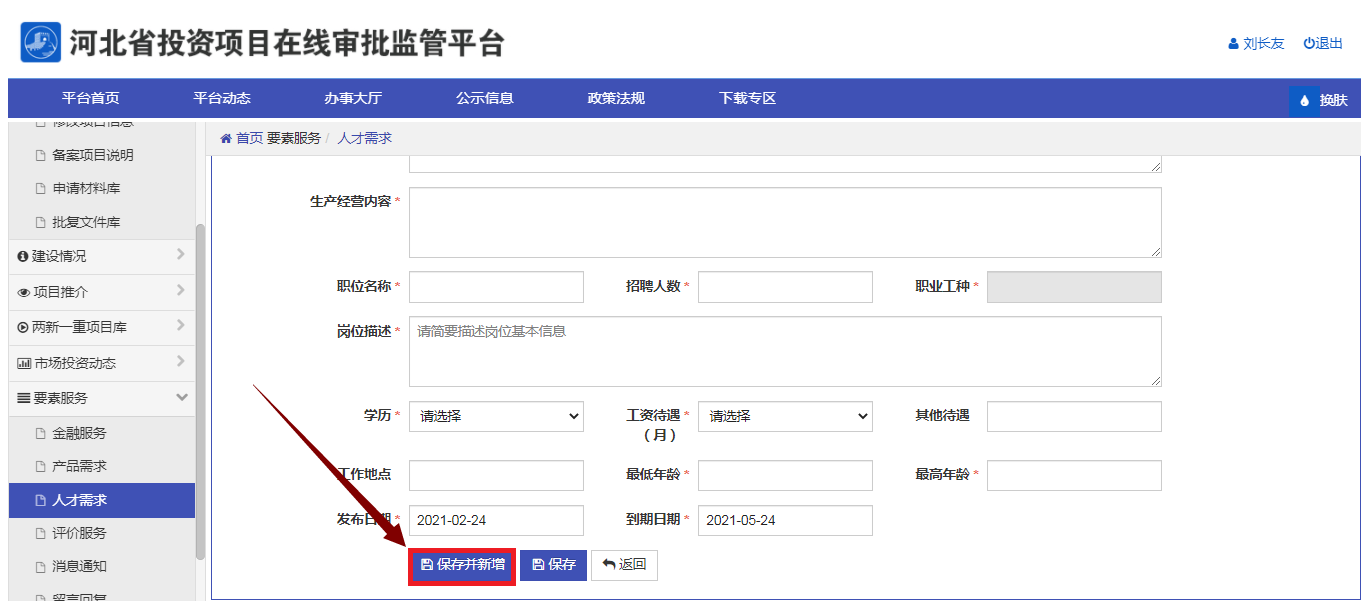 河北省投资项目在线审批监管平台
刘长友 退出
平台首页 平台动态 办事大厅 公示信息 政策法规 下载专区 换肤
修改项目信息
备案项目说明
申请材料库
批复文件库
建设情况
项目推介
两新一重项目库
市场投资动态
要素服务
金融服务
产品需求
人才需求
评价服务
消息通知
留言回复
首页 要素服务 / 人才需求
生产经营内容 *
职位名称 * 招聘人数 * 职业工种 *
岗位描述 * 请简要描述岗位基本信息
学历 * 请选择 工资待遇 * 请选择 其他待遇
（月）
工作地点 最低年龄 * 最高年龄 *
发布日期 * 2021-02-24 到期日期 * 2021-05-24
保存并新增 保存 返回